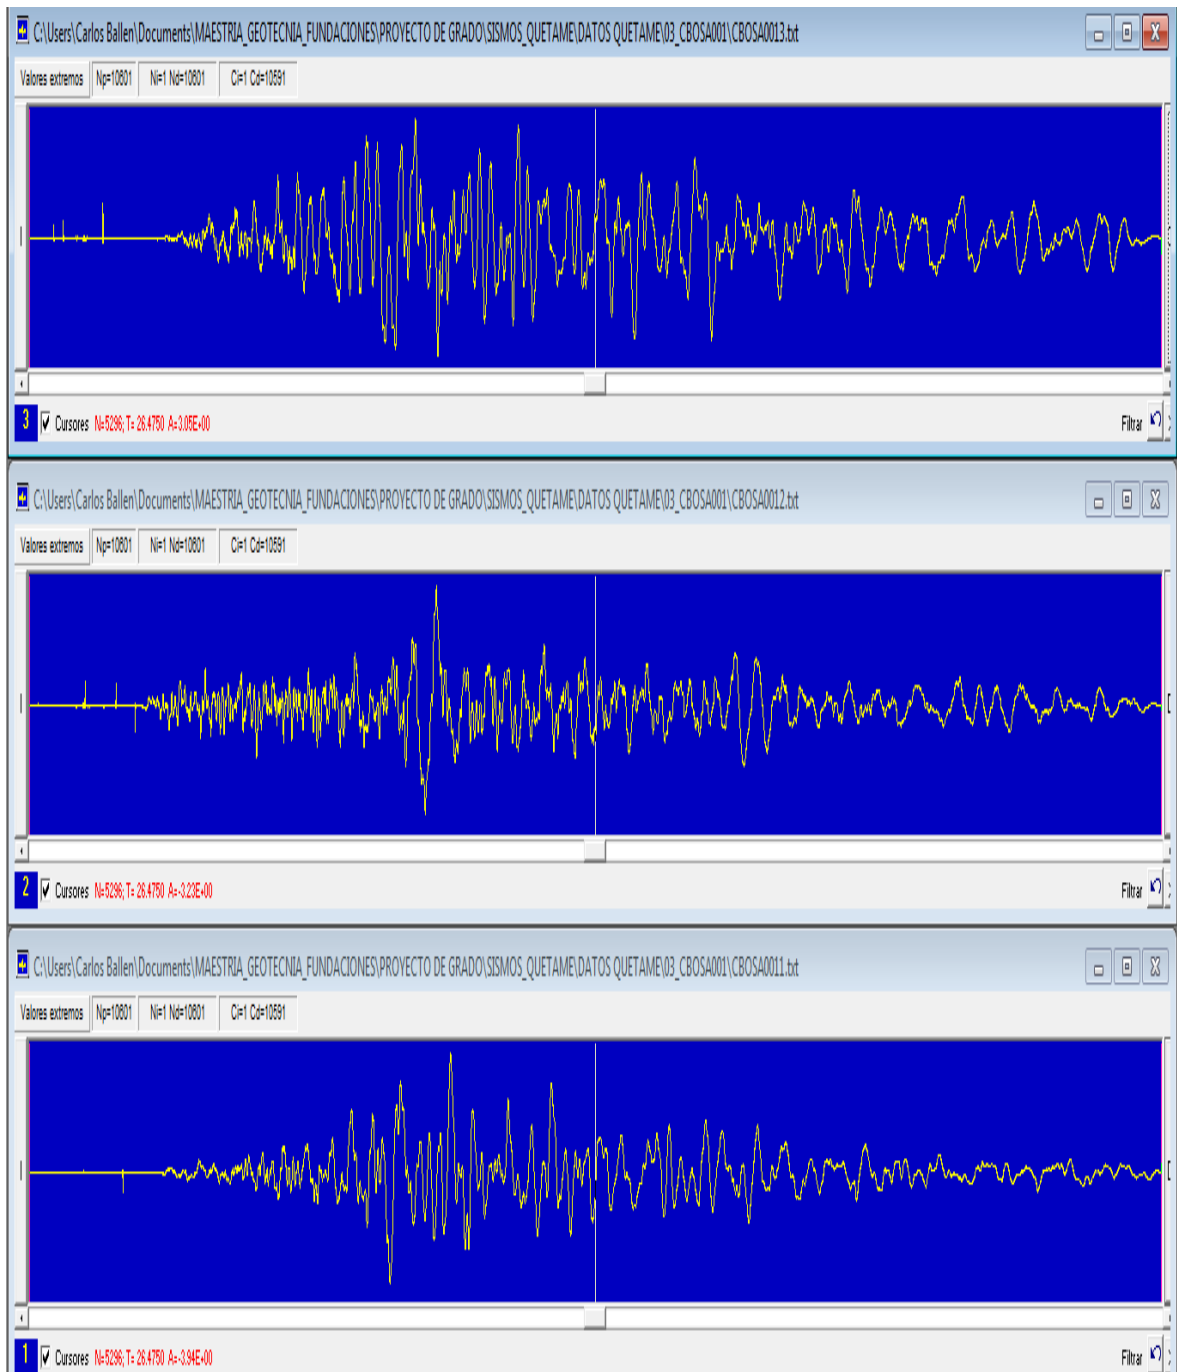 C:\Users\Carlos Ballen\Documents\MAESTRIA_GEOTECNIA_FUNDACIONES\PROYECTO DE GRADO\SISMOS_QUETAME\DATOS QUETAME\03_CBOSA001\CBOSA0013.txt
Valores extremos Np=10601 Ni=1 Nd=10601 Ci=1 Cd=10591
3 Cursores N=5296; T= 26.4750 A=3.05E+00 Filtrar
C:\Users\Carlos Ballen\Documents\MAESTRIA_GEOTECNIA_FUNDACIONES\PROYECTO DE GRADO\SISMOS_QUETAME\DATOS QUETAME\03_CBOSA001\CBOSA0012.txt
Valores extremos Np=10601 Ni=1 Nd=10601 Ci=1 Cd=10591
2 Cursores N=5296; T= 26.4750 A=-3.23E+00 Filtrar
C:\Users\Carlos Ballen\Documents\MAESTRIA_GEOTECNIA_FUNDACIONES\PROYECTO DE GRADO\SISMOS_QUETAME\DATOS QUETAME\03_CBOSA001\CBOSA0011.txt
Valores extremos Np=10601 Ni=1 Nd=10601 Ci=1 Cd=10591
1 Cursores N=5296; T= 26.4750 A=-3.94E+00 Filtrar